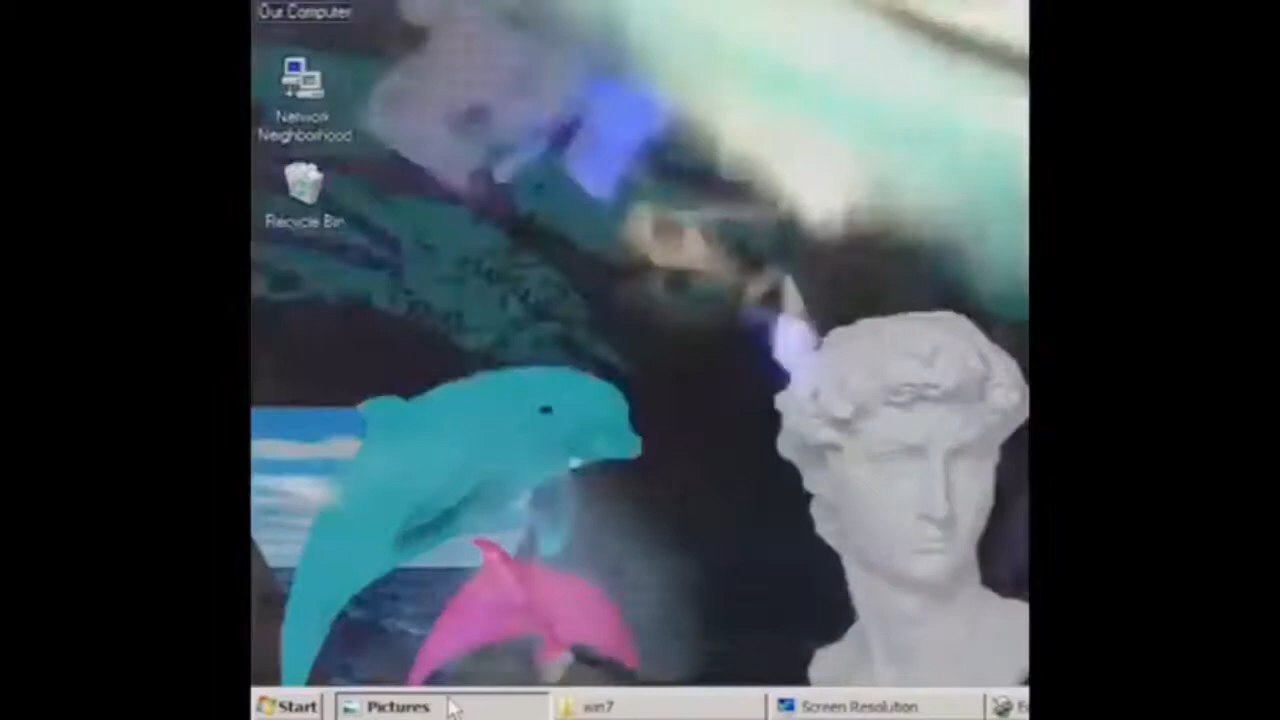 Our Computer
Network
Neighborhood
Recycle Bin
Start
Pictures
win7
Screen Resolution